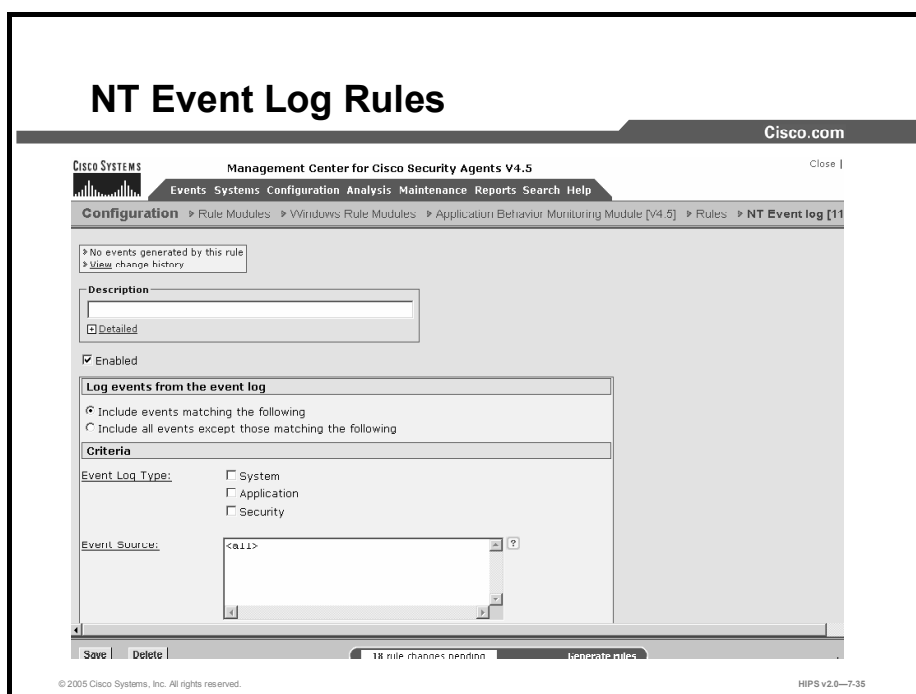 NT Event Log Rules
Cisco.com
CISCO SYSTEMS
Management Center for Cisco Security Agents V4.5
Close |
Events Systems Configuration Analysis Maintenance Reports Search Help
Configuration Rule Modules Windows Rule Modules Application Behavior Monitoring Module [V4.5] Rules NT Event log [11
No events generated by this rule
View change history
Description
Detailed
Enabled
Log events from the event log
Include events matching the following
Include all events except those matching the following
Criteria
Event Log Type:
System
Application
Security
Event Source:
<all>
?
Save Delete 18 rule changes pending Generate rules
© 2005 Cisco Systems, Inc. All rights reserved.
HIPS v2.0—7-35